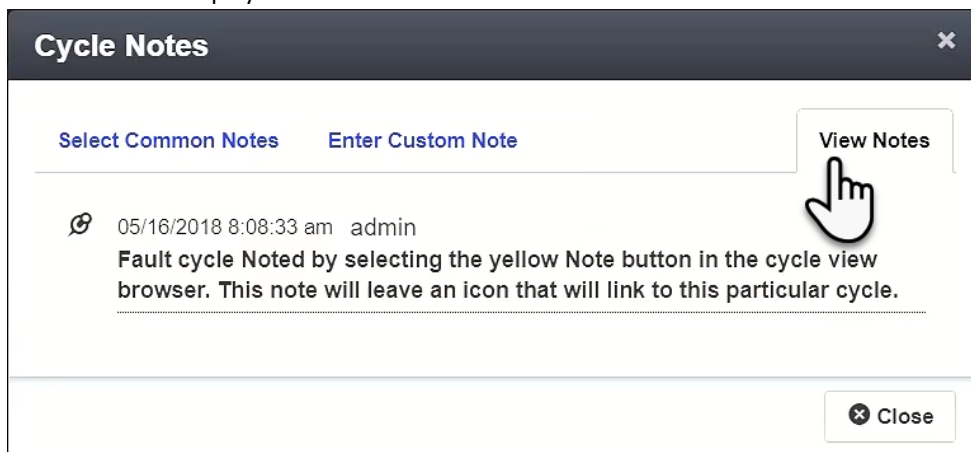 Cycle Notes
Select Common Notes Enter Custom Note View Notes
05/16/2018 8:08:33 am admin
Fault cycle Noted by selecting the yellow Note button in the cycle view
browser. This note will leave an icon that will link to this particular cycle.
Close